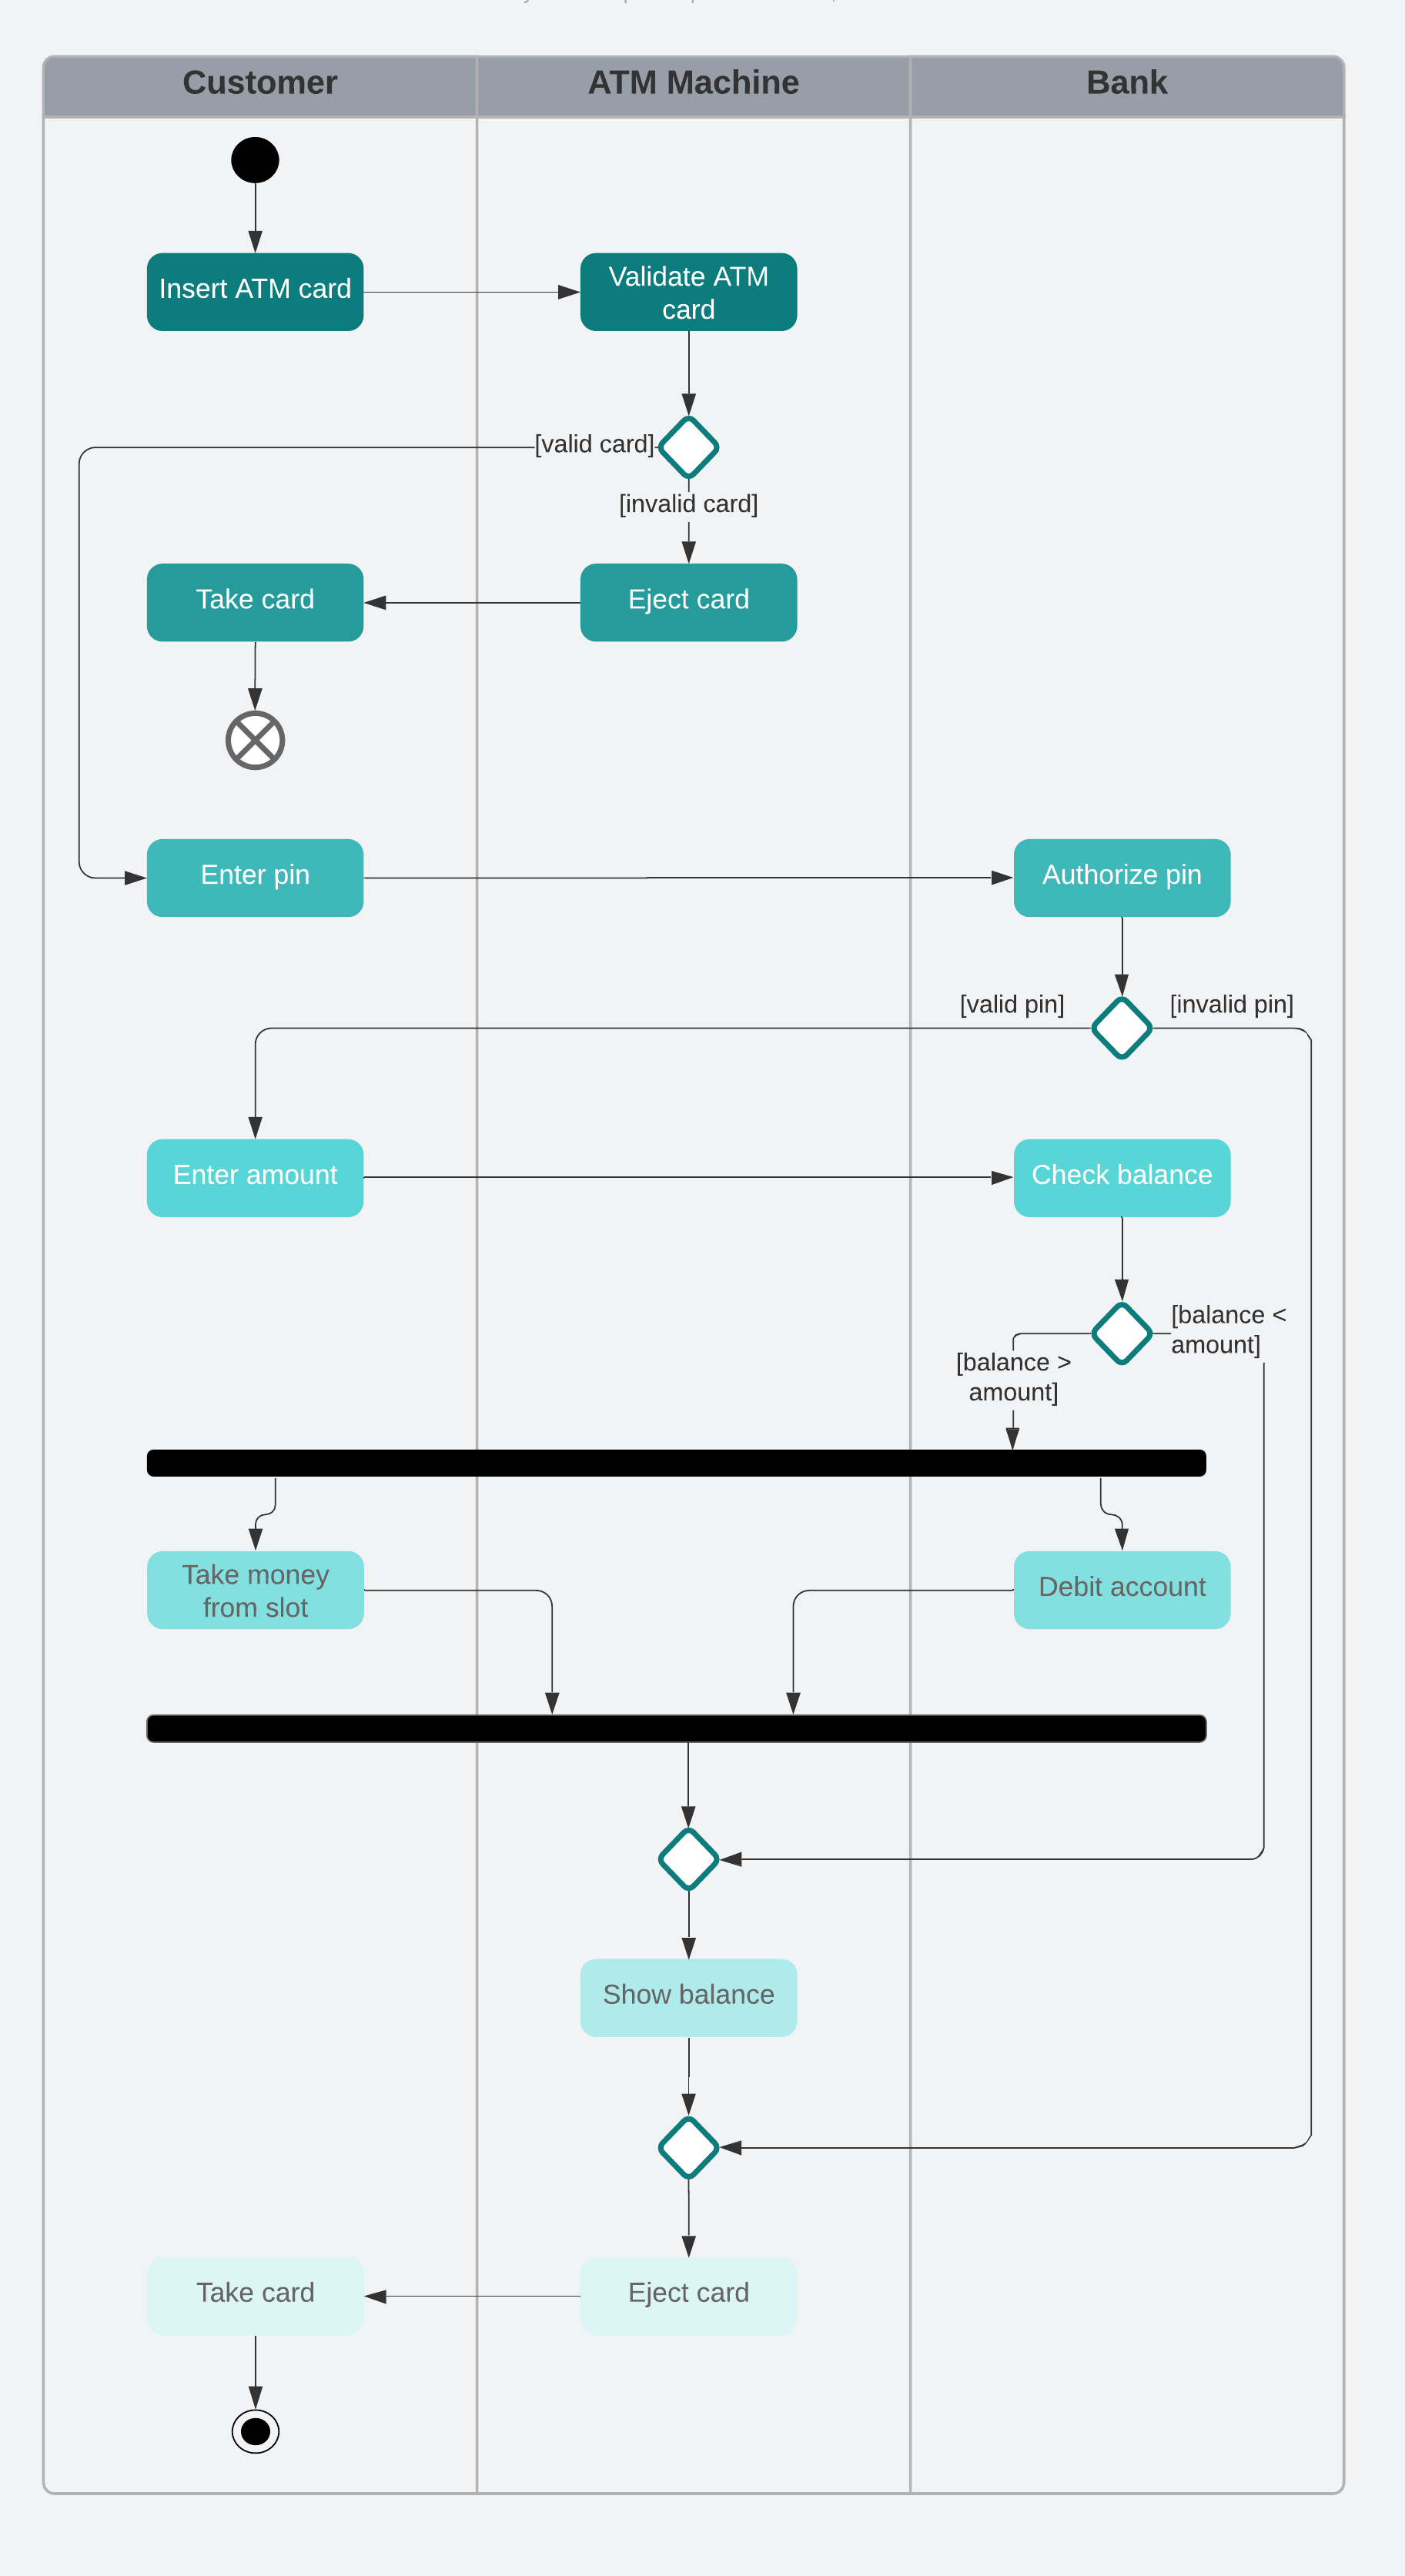 Customer
ATM Machine
Bank
Insert ATM card
Validate ATM
card
[valid card]
[invalid card]
Take card
Eject card
Enter pin
Authorize pin
[valid pin]
[invalid pin]
Enter amount
Check balance
[balance <
amount]
[balance >
amount]
Take money
from slot
Debit account
Show balance
Take card
Eject card